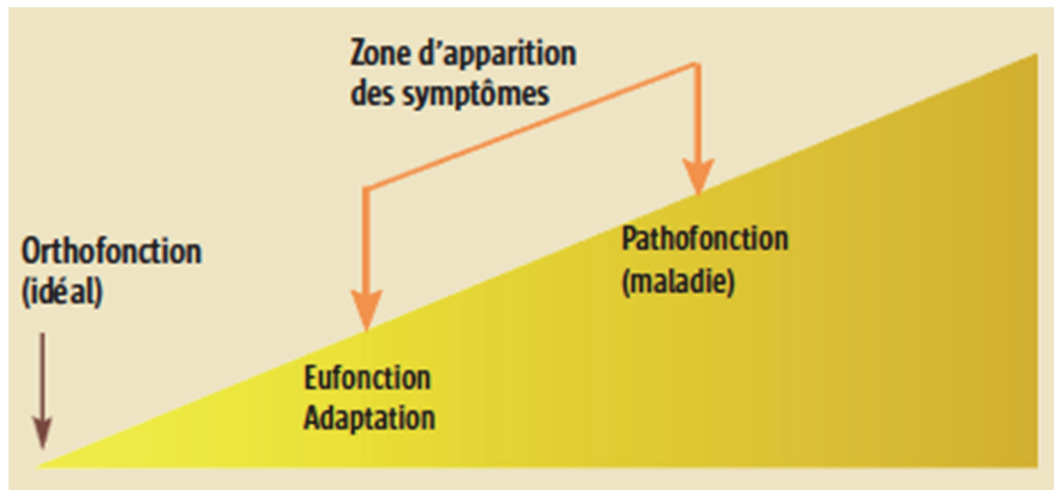 Zone d'apparition
des symptômes
Orthofonction
(idéal)
Pathofonction
(maladie)
Eufonction
Adaptation